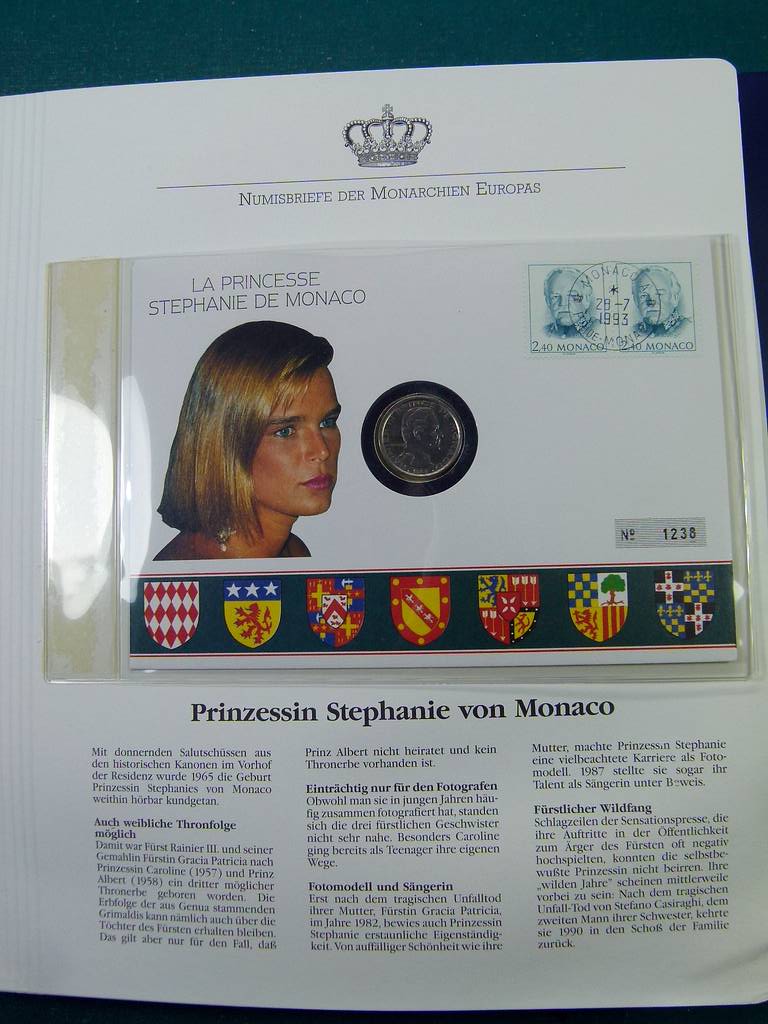 NUMISBRIEFE DER MONARCHIEN EUROPAS
LA PRINCESSE
STEPHANIE DE MONACO
MONACO
28-7
1993
2,40 MONACO
2,40 MONACO
Nº 1238
Prinzessin Stephanie von Monaco
Mit donnernden Salutschüssen aus
den historischen Kanonen im Vorhof
der Residenz wurde 1965 die Geburt
Prinzessin Stephanies von Monaco
weithin hörbar kundgetan.
Auch weibliche Thronfolge
möglich
Damit war Fürst Rainier III. und seiner
Gemahlin Fürstin Gracia Patricia nach
Prinzessin Caroline (1957) und Prinz
Albert (1958) ein dritter möglicher
Thronerbe geboren worden. Die
Erbfolge der aus Genua stammenden
Grimaldis kann nämlich auch über die
Töchter des Fürsten erhalten bleiben.
Das gilt aber nur für den Fall, daß
Prinz Albert nicht heiratet und kein
Thronerbe vorhanden ist.
Einträchtig nur für den Fotografen
Obwohl man sie in jungen Jahren häu-
fig zusammen fotografiert hat, standen
sich die drei fürstlichen Geschwister
nicht sehr nahe. Besonders Caroline
ging bereits als Teenager ihre eigenen
Wege.
Fotomodell und Sängerin
Erst nach dem tragischen Unfalltod
ihrer Mutter, Fürstin Gracia Patricia,
im Jahre 1982, bewies auch Prinzessin
Stephanie erstaunliche Eigenständig-
keit. Von auffälliger Schönheit wie ihre
Mutter, machte Prinzessin Stephanie
eine vielbeachtete Karriere als Foto-
modell. 1987 stellte sie sogar ihr
Talent als Sängerin unter Beweis.
Fürstlicher Wildfang
Schlagzeilen der Sensationspresse, die
ihre Auftritte in der Öffentlichkeit
zum Ärger des Fürsten oft negativ
hochspielten, konnten die selbstbe-
wußte Prinzessin nicht beirren. Ihre
„wilden Jahre" scheinen mittlerweile
vorbei zu sein: Nach dem tragischen
Unfall-Tod von Stefano Casiraghi, dem
zweiten Mann ihrer Schwester, kehrte
sie 1990 in den Schoß der Familie
zurück.